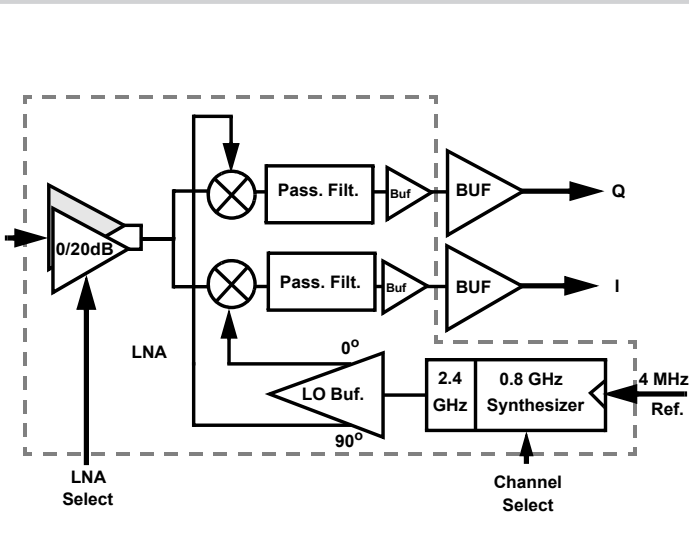 Pass. Filt.
Buf
BUF
Q
0/20dB
Pass. Filt.
Buf
BUF
I
LNA
0o
LO Buf.
90o
2.4
GHz
0.8 GHz
Synthesizer
4 MHz
Ref.
LNA
Select
Channel
Select